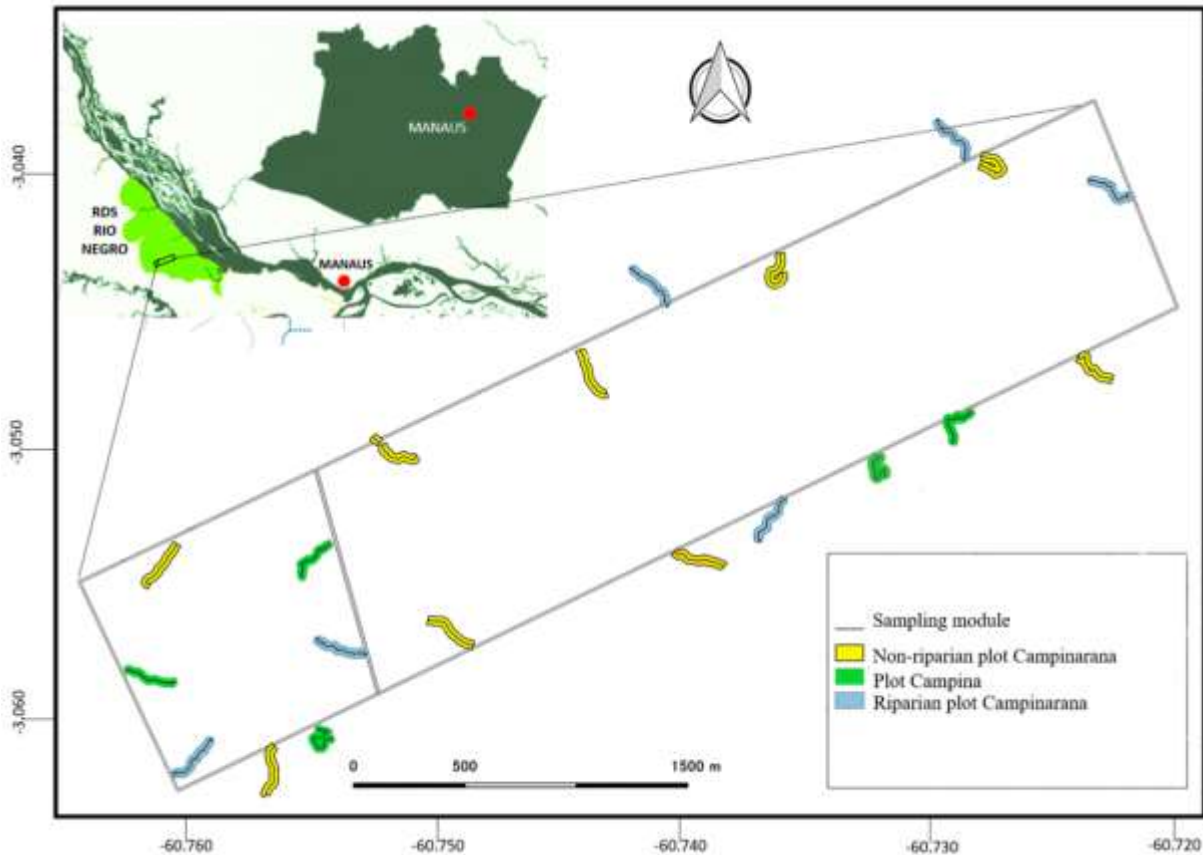 MANAUS
RDS
RIO
NEGRO
MANAUS
-3.040
-3.050
-3.060
Sampling module
Non-riparian plot Campinarana
Plot Campina
Riparian plot Campinarana
0 500 1500 m
-60.760 -60.750 -60.740 -60.730 -60.720